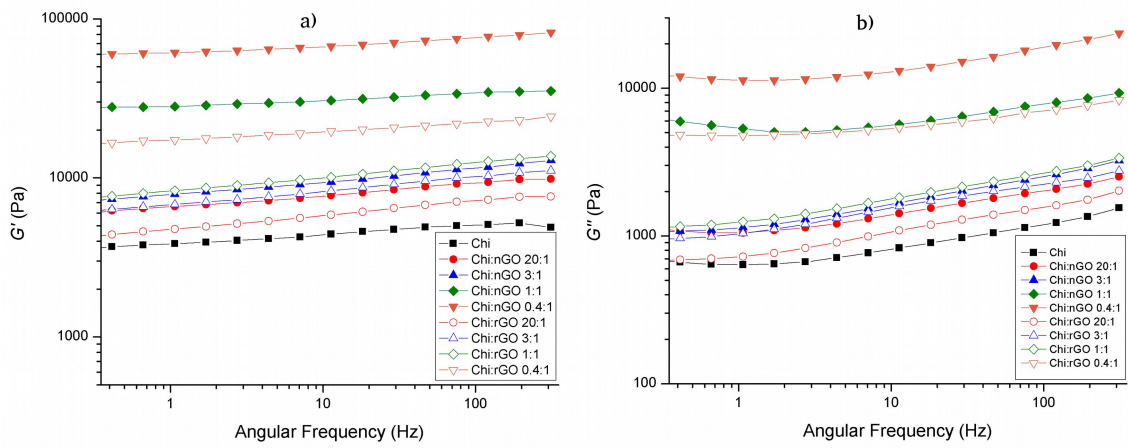 a)
100000
10000
1000
G' (Pa)
1
10
100
Angular Frequency (Hz)
Chi
Chi:nGO 20:1
Chi:nGO 3:1
Chi:nGO 1:1
Chi:nGO 0.4:1
Chi:rGO 20:1
Chi:rGO 3:1
Chi:rGO 1:1
Chi:rGO 0.4:1
b)
10000
1000
100
G'' (Pa)
1
10
100
Angular Frequency (Hz)
Chi
Chi:nGO 20:1
Chi:nGO 3:1
Chi:nGO 1:1
Chi:nGO 0.4:1
Chi:rGO 20:1
Chi:rGO 3:1
Chi:rGO 1:1
Chi:rGO 0.4:1